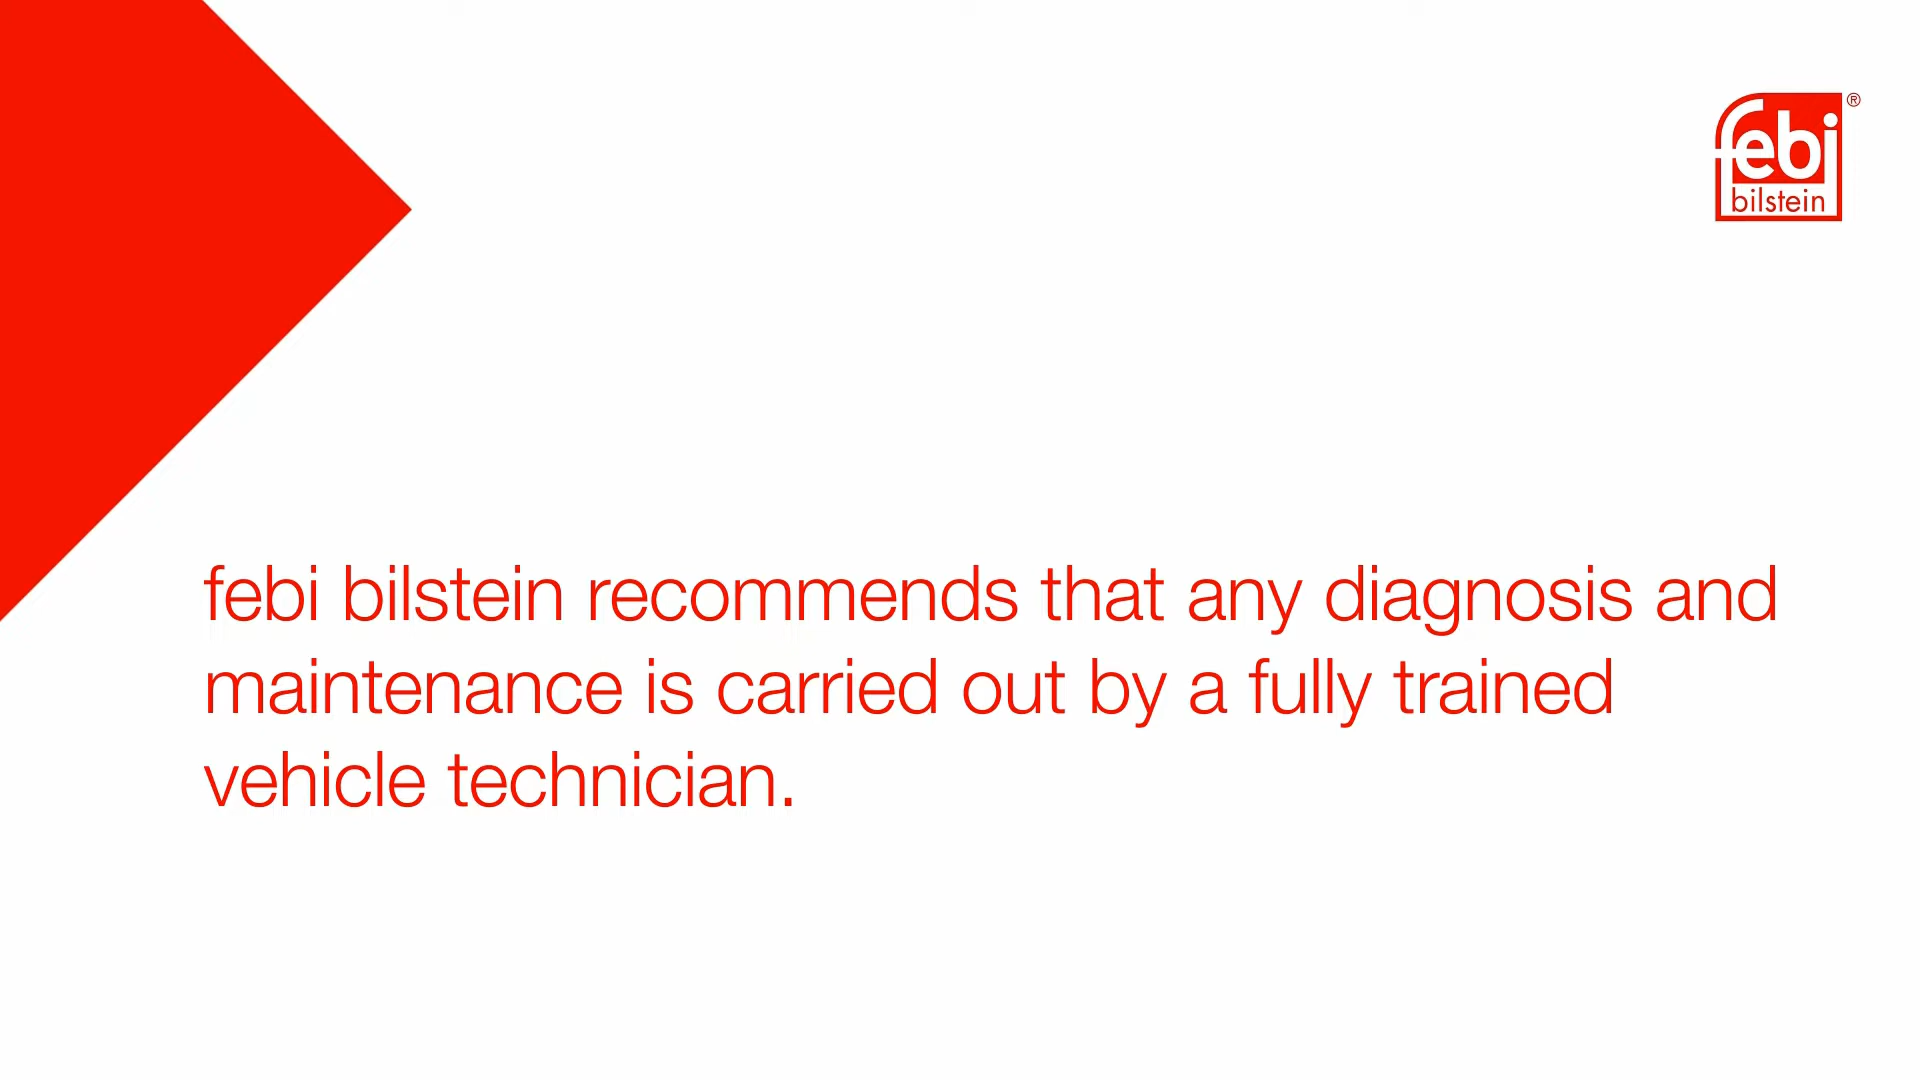 febi®
bilstein
febi bilstein recommends that any diagnosis and
maintenance is carried out by a fully trained
vehicle technician.